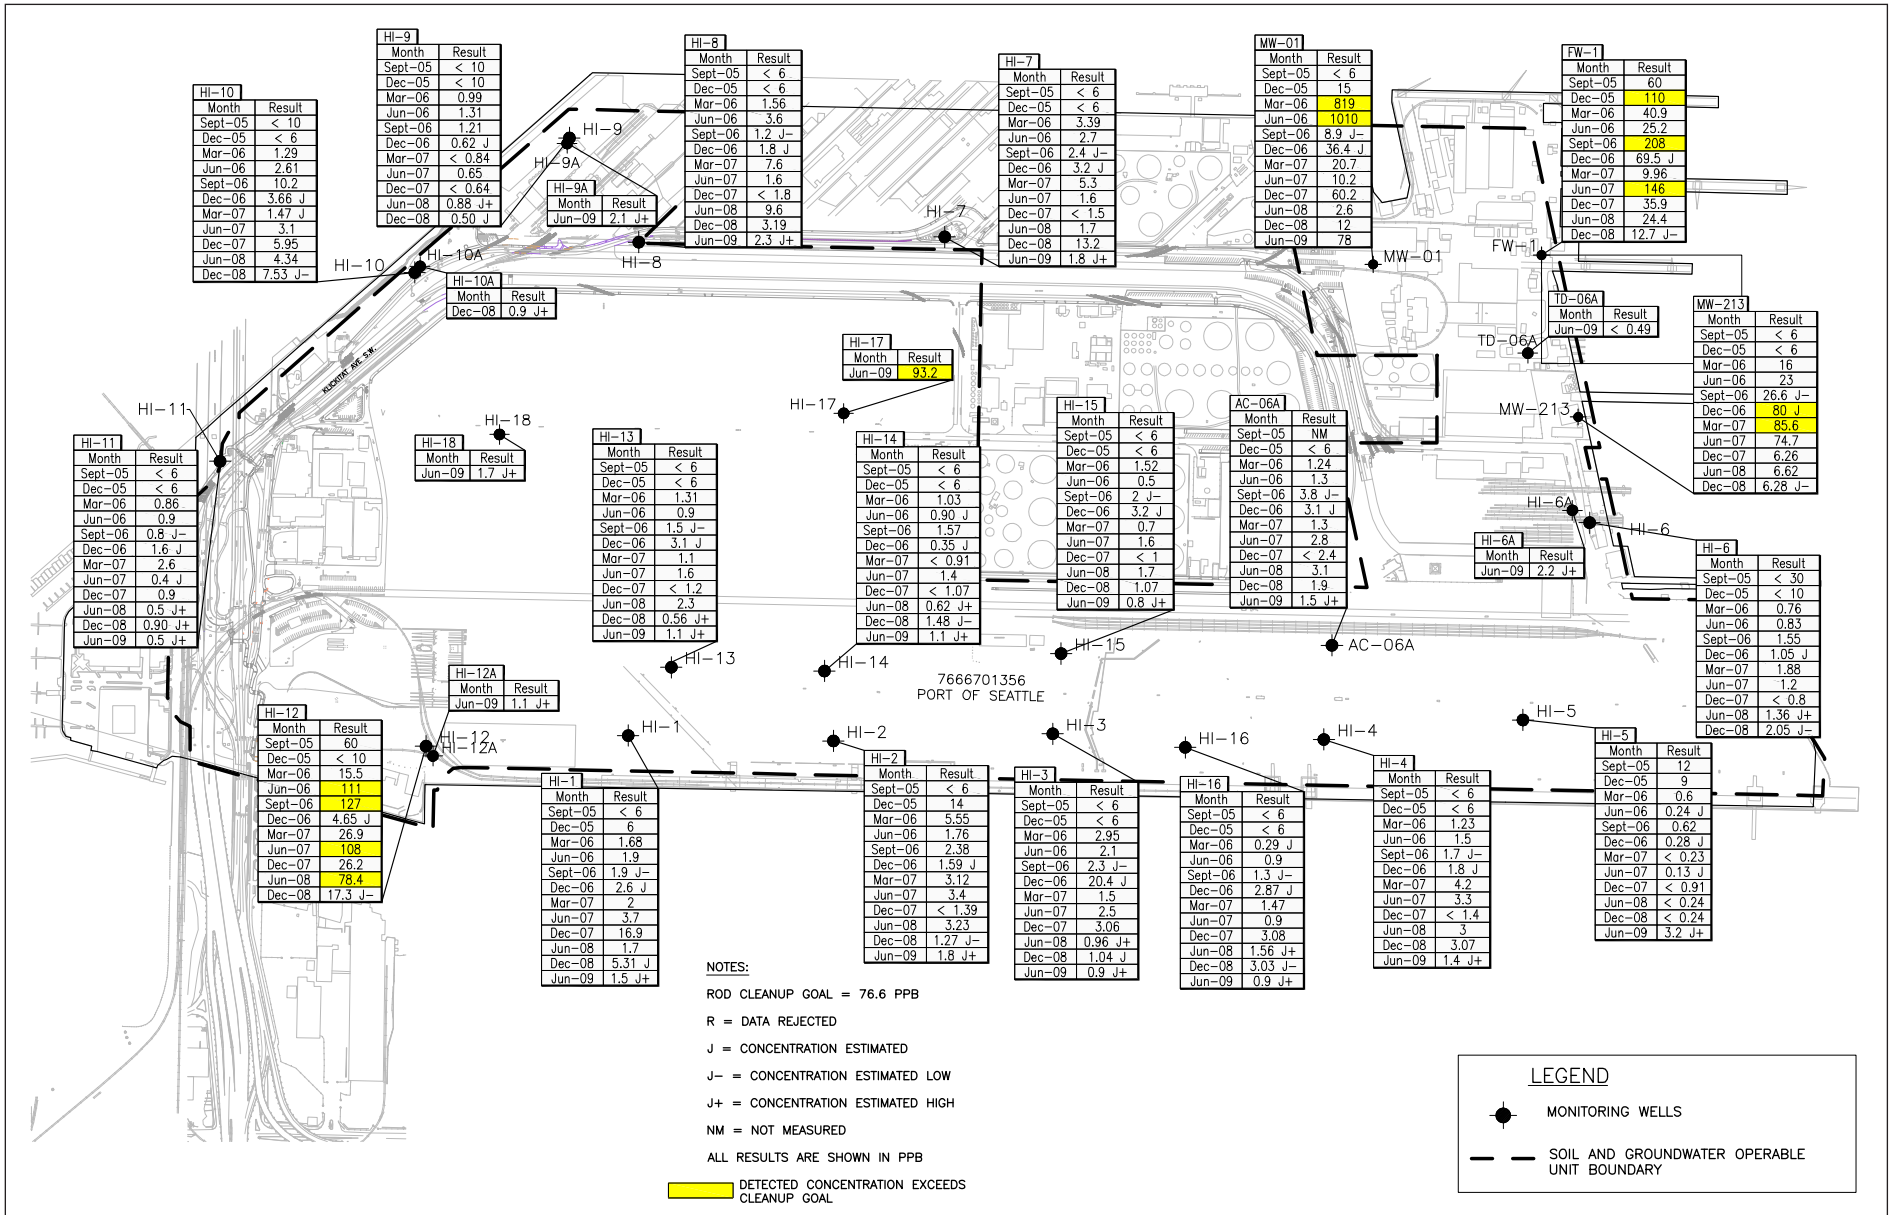 HI-9
Month Result
Sept-05 < 10
Dec-05 < 10
Mar-06 0.99
Jun-06 1.31
Sept-06 1.21
Dec-06 0.62 J
Mar-07 < 0.84
Jun-07 0.65
Dec-07 < 0.64
Jun-08 0.88 J+
Dec-08 0.50 J
HI-8
Month Result
Sept-05 < 6
Dec-05 < 6
Mar-06 1.56
Jun-06 3.6
Sept-06 1.2 J-
Dec-06 1.8 J
Mar-07 7.6
Jun-07 1.6
Dec-07 < 1.8
Jun-08 9.6
Dec-08 3.19
Jun-09 2.3 J+
HI-7
Month Result
Sept-05 < 6
Dec-05 < 6
Mar-06 3.39
Jun-06 2.7
Sept-06 2.4 J-
Dec-06 3.2 J
Mar-07 5.3
Jun-07 1.6
Dec-07 < 1.5
Jun-08 1.7
Dec-08 13.2
Jun-09 1.8 J+
MW-01
Month Result
Sept-05 < 6
Dec-05 15
Mar-06 819
Jun-06 1010
Sept-06 8.9 J-
Dec-06 36.4 J
Mar-07 20.7
Jun-07 10.2
Dec-07 60.2
Jun-08 2.6
Dec-08 12
Jun-09 78
FW-1
Month Result
Sept-05 60
Dec-05 110
Mar-06 40.9
Jun-06 25.2
Sept-06 208
Dec-06 69.5 J
Mar-07 9.96
Jun-07 146
Dec-07 35.9
Jun-08 24.4
Dec-08 12.7 J-
HI-10
Month Result
Sept-05 < 10
Dec-05 < 6
Mar-06 1.29
Jun-06 2.61
Sept-06 10.2
Dec-06 3.66 J
Mar-07 1.47 J
Jun-07 3.1
Dec-07 5.95
Jun-08 4.34
Dec-08 7.53 J-
HI-9
HI-9A
HI-9A
Month Result
Jun-09 2.1 J+
HI-8
HI-7
MW-01
FW-1
HI-10
HI-10A
HI-10A
Month Result
Dec-08 0.9 J+
TD-06A
Month Result
Jun-09 < 0.49
TD-06A
MW-213
Month Result
Sept-05 < 6
Dec-05 < 6
Mar-06 16
Jun-06 23
Sept-06 26.6 J-
Dec-06 80 J
Mar-07 85.6
Jun-07 74.7
Dec-07 6.26
Jun-08 6.62
Dec-08 6.28 J-
KLICKITAT AVE S.W.
HI-17
Month Result
Jun-09 93.2
HI-17
HI-11
HI-18
HI-18
Month Result
Jun-09 1.7 J+
MW-213
HI-11
Month Result
Sept-05 < 6
Dec-05 < 6
Mar-06 0.86
Jun-06 0.9
Sept-06 0.8 J-
Dec-06 1.6 J
Mar-07 2.6
Jun-07 0.4 J
Dec-07 0.9
Jun-08 0.5 J+
Dec-08 0.90 J+
Jun-09 0.5 J+
HI-13
Month Result
Sept-05 < 6
Dec-05 < 6
Mar-06 1.31
Jun-06 0.9
Sept-06 1.5 J-
Dec-06 3.1 J
Mar-07 1.1
Jun-07 1.6
Dec-07 < 1.2
Jun-08 2.3
Dec-08 0.56 J+
Jun-09 1.1 J+
HI-14
Month Result
Sept-05 < 6
Dec-05 < 6
Mar-06 1.03
Jun-06 0.90 J
Sept-06 1.57
Dec-06 0.35 J
Mar-07 < 0.91
Jun-07 1.4
Dec-07 < 1.07
Jun-08 0.62 J+
Dec-08 1.48 J-
Jun-09 1.1 J+
HI-15
Month Result
Sept-05 < 6
Dec-05 < 6
Mar-06 1.52
Jun-06 0.5
Sept-06 2 J-
Dec-06 3.2 J
Mar-07 0.7
Jun-07 1.6
Dec-07 < 1
Jun-08 1.7
Dec-08 1.07
Jun-09 0.8 J+
AC-06A
Month Result
Sept-05 NM
Dec-05 < 6
Mar-06 1.24
Jun-06 1.3
Sept-06 3.8 J-
Dec-06 3.1 J
Mar-07 1.3
Jun-07 2.8
Dec-07 < 2.4
Jun-08 3.1
Dec-08 1.9
Jun-09 1.5 J+
HI-6A
HI-6
HI-6A
Month Result
Jun-09 2.2 J+
HI-6
Month Result
Sept-05 < 30
Dec-05 < 10
Mar-06 0.76
Jun-06 0.83
Sept-06 1.55
Dec-06 1.05 J
Mar-07 1.88
Jun-07 1.2
Dec-07 < 0.8
Jun-08 1.36 J+
Dec-08 2.05 J-
HI-13
HI-14
HI-15
AC-06A
7666701356
PORT OF SEATTLE
HI-12A
Month Result
Jun-09 1.1 J+
HI-12
HI-12A
HI-1
HI-2
HI-3
HI-16
HI-4
HI-5
HI-12
Month Result
Sept-05 60
Dec-05 < 10
Mar-06 15.5
Jun-06 111
Sept-06 127
Dec-06 4.65 J
Mar-07 26.9
Jun-07 108
Dec-07 26.2
Jun-08 78.4
Dec-08 17.3 J-
HI-1
Month Result
Sept-05 < 6
Dec-05 6
Mar-06 1.68
Jun-06 1.9
Sept-06 1.9 J-
Dec-06 2.6 J
Mar-07 2
Jun-07 3.7
Dec-07 16.9
Jun-08 1.7
Dec-08 5.31 J
Jun-09 1.5 J+
HI-2
Month Result
Sept-05 < 6
Dec-05 14
Mar-06 5.55
Jun-06 1.76
Sept-06 2.38
Dec-06 1.59 J
Mar-07 3.12
Jun-07 3.4
Dec-07 < 1.39
Jun-08 3.23
Dec-08 1.27 J-
Jun-09 1.8 J+
HI-3
Month Result
Sept-05 < 6
Dec-05 < 6
Mar-06 2.95
Jun-06 2.1
Sept-06 2.3 J-
Dec-06 20.4 J
Mar-07 1.5
Jun-07 2.5
Dec-07 3.06
Jun-08 0.96 J+
Dec-08 1.04 J
Jun-09 0.9 J+
HI-16
Month Result
Sept-05 < 6
Dec-05 < 6
Mar-06 0.29 J
Jun-06 0.9
Sept-06 1.3 J-
Dec-06 2.87 J
Mar-07 1.47
Jun-07 0.9
Dec-07 3.08
Jun-08 1.56 J+
Dec-08 3.03 J-
Jun-09 0.9 J+
HI-4
Month Result
Sept-05 < 6
Dec-05 < 6
Mar-06 1.23
Jun-06 1.5
Sept-06 1.7 J-
Dec-06 1.8 J
Mar-07 4.2
Jun-07 3.3
Dec-07 < 1.4
Jun-08 3
Dec-08 3.07
Jun-09 1.4 J+
HI-5
Month Result
Sept-05 12
Dec-05 9
Mar-06 0.6
Jun-06 0.24 J
Sept-06 0.62
Dec-06 0.28 J
Mar-07 < 0.23
Jun-07 0.13 J
Dec-07 < 0.91
Jun-08 < 0.24
Dec-08 < 0.24
Jun-09 3.2 J+
NOTES:
ROD CLEANUP GOAL = 76.6 PPB
R = DATA REJECTED
J = CONCENTRATION ESTIMATED
J- = CONCENTRATION ESTIMATED LOW
J+ = CONCENTRATION ESTIMATED HIGH
NM = NOT MEASURED
ALL RESULTS ARE SHOWN IN PPB
DETECTED CONCENTRATION EXCEEDS
CLEANUP GOAL
LEGEND
MONITORING WELLS
SOIL AND GROUNDWATER OPERABLE
UNIT BOUNDARY